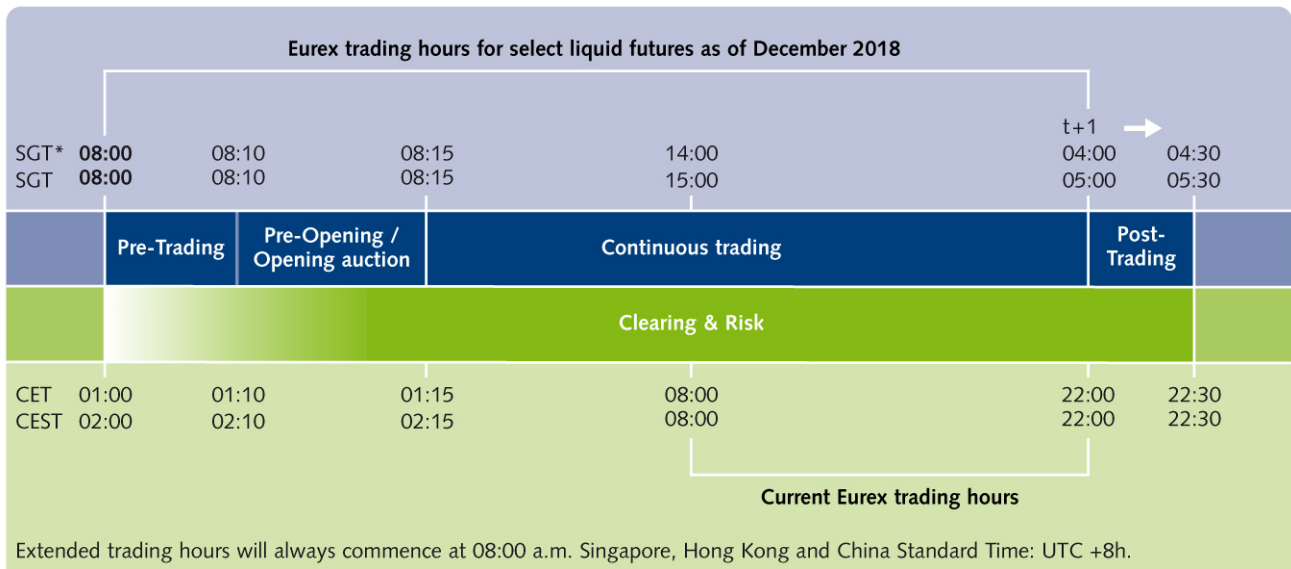 Eurex trading hours for select liquid futures as of December 2018
t+1
SGT* 08:00 08:10 08:15 14:00 04:00 04:30
SGT 08:00 08:10 08:15 15:00 05:00 05:30
Pre-Trading
Pre-Opening /
Opening auction
Continuous trading
Post-
Trading
Clearing & Risk
CET 01:00 01:10 01:15 08:00 22:00 22:30
CEST 02:00 02:10 02:15 08:00 22:00 22:30
Current Eurex trading hours
Extended trading hours will always commence at 08:00 a.m. Singapore, Hong Kong and China Standard Time: UTC +8h.